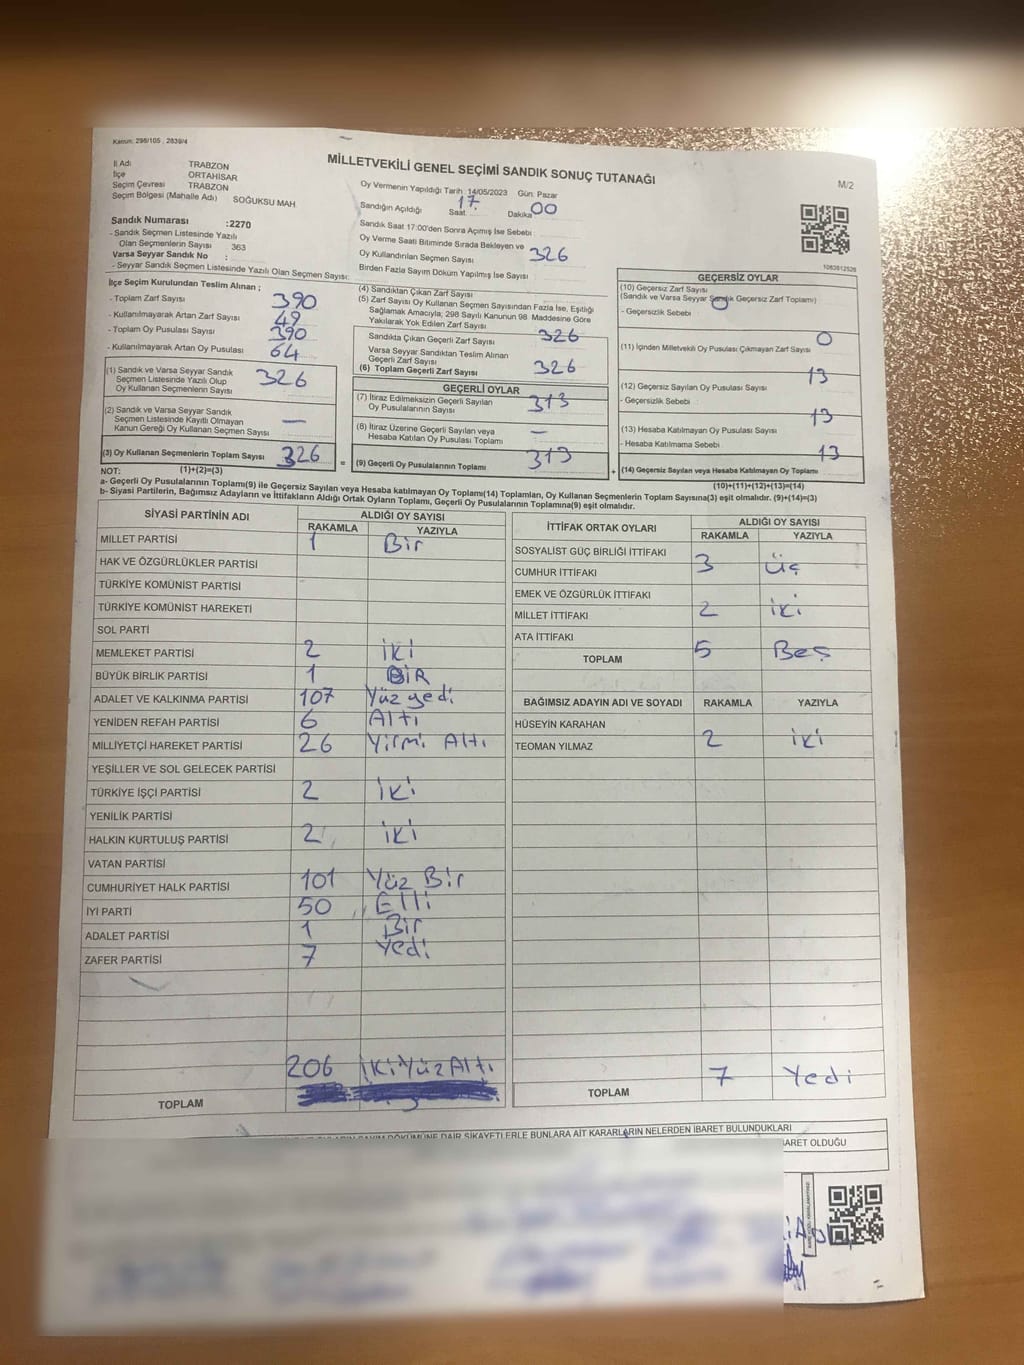 Kanun: 298/105 , 2839/4
MİLLETVEKİLİ GENEL SEÇİMİ SANDIK SONUÇ TUTANAĞI
M/2
İl Adı TRABZON
İlçe ORTAHİSAR
Seçim Çevresi TRABZON
Seçim Bölgesi (Mahalle Adı) SOĞUKSU MAH
Sandık Numarası :2270
- Sandık Seçmen Listesinde Yazılı
Olan Seçmenlerin Sayısı : 363
Varsa Seyyar Sandık No :
- Seyyar Sandık Seçmen Listesinde Yazılı Olan Seçmen Sayısı:
Oy Vermenin Yapıldığı Tarih :14/05/2023 Gün: Pazar
Sandığın Açıldığı Saat 17 Dakika 00
Sandık Saat 17:00'den Sonra Açımış İse Sebebi
Oy Verme Saati Bitiminde Sırada Bekleyen ve
Oy Kullandırılan Seçmen Sayısı 326
Birden Fazla Sayım Döküm Yapılmış İse Sayısı
1063812526
İlçe Seçim Kurulundan Teslim Alınan ;
- Toplam Zarf Sayısı 390
- Kullanılmayarak Artan Zarf Sayısı 49
- Toplam Oy Pusulası Sayısı 390
- Kullanılmayarak Artan Oy Pusulası 64
(1) Sandık ve Varsa Seyyar Sandık
Seçmen Listesinde Yazılı Olup
Oy Kullanan Seçmenlerin Sayısı 326
(2) Sandık ve Varsa Seyyar Sandık
Seçmen Listesinde Kayıtlı Olmayan
Kanun Gereği Oy Kullanan Seçmen Sayısı —
(3) Oy Kullanan Seçmenlerin Toplam Sayısı 326
(4) Sandıktan Çıkan Zarf Sayısı
(5) Zarf Sayısı Oy Kullanan Seçmen Sayısından Fazla İse, Eşitliği
Sağlamak Amacıyla; 298 Sayılı Kanunun 98. Maddesine Göre
Yakılarak Yok Edilen Zarf Sayısı
Sandıkta Çıkan Geçerli Zarf Sayısı 326
Varsa Seyyar Sandıktan Teslim Alınan
Geçerli Zarf Sayısı
(6) Toplam Geçerli Zarf Sayısı 326
GEÇERLİ OYLAR
(7) İtiraz Edilmeksizin Geçerli Sayılan
Oy Pusulalarının Sayısı 313
(8) İtiraz Üzerine Geçerli Sayılan veya
Hesaba Katılan Oy Pusulası Toplamı —
= (9) Geçerli Oy Pusulalarının Toplamı 313
GEÇERSİZ OYLAR
(10) Geçersiz Zarf Sayısı
(Sandık ve Varsa Seyyar Sandık Geçersiz Zarf Toplamı) 0
- Geçersizlik Sebebi
(11) İçinden Milletvekili Oy Pusulası Çıkmayan Zarf Sayısı 0
(12) Geçersiz Sayılan Oy Pusulası Sayısı 13
- Geçersizlik Sebebi
(13) Hesaba Katılmayan Oy Pusulası Sayısı 13
- Hesaba Katılmama Sebebi
+ (14) Geçersiz Sayılan veya Hesaba Katılmayan Oy Toplamı 13
(10)+(11)+(12)+(13)=(14)
NOT: (1)+(2)=(3)
a- Geçerli Oy Pusulalarının Toplamı(9) ile Geçersiz Sayılan veya Hesaba katılmayan Oy Toplamı(14) Toplamları, Oy Kullanan Seçmenlerin Toplam Sayısına(3) eşit olmalıdır. (9)+(14)=(3)
b- Siyasi Partilerin, Bağımsız Adayların ve İttifakların Aldığı Ortak Oyların Toplamı, Geçerli Oy Pusulalarının Toplamına(9) eşit olmalıdır.
SİYASİ PARTİNİN ADI ALDIĞI OY SAYISI
RAKAMLA YAZIYLA
MİLLET PARTİSİ 1 Bir
HAK VE ÖZGÜRLÜKLER PARTİSİ
TÜRKİYE KOMÜNİST PARTİSİ
TÜRKİYE KOMÜNİST HAREKETİ
SOL PARTİ
MEMLEKET PARTİSİ 2 iki
BÜYÜK BİRLİK PARTİSİ 1 BİR
ADALET VE KALKINMA PARTİSİ 107 Yüz yedi
YENİDEN REFAH PARTİSİ 6 Altı
MİLLİYETÇİ HAREKET PARTİSİ 26 Yirmi Altı
YEŞİLLER VE SOL GELECEK PARTİSİ
TÜRKİYE İŞÇİ PARTİSİ 2 iki
YENİLİK PARTİSİ
HALKIN KURTULUŞ PARTİSİ 2 iki
VATAN PARTİSİ
CUMHURİYET HALK PARTİSİ 101 Yüz Bir
İYİ PARTİ 50 Elli
ADALET PARTİSİ 1 Bir
ZAFER PARTİSİ 7 Yedi
206 İki Yüz Altı
TOPLAM
İTTİFAK ORTAK OYLARI ALDIĞI OY SAYISI
RAKAMLA YAZIYLA
SOSYALİST GÜÇ BİRLİĞİ İTTİFAKI
CUMHUR İTTİFAKI 3 Üç
EMEK VE ÖZGÜRLÜK İTTİFAKI
MİLLET İTTİFAKI 2 iki
ATA İTTİFAKI
TOPLAM 5 Beş
BAĞIMSIZ ADAYIN ADI VE SOYADI RAKAMLA YAZIYLA
HÜSEYİN KARAHAN
TEOMAN YILMAZ 2 iki
TOPLAM 7 Yedi
DÖKÜMÜNE DAİR ŞİKAYETLERLE BUNLARA AİT KARARLARIN NELERDEN İBARET BULUNDUKLARI
OLDUĞU